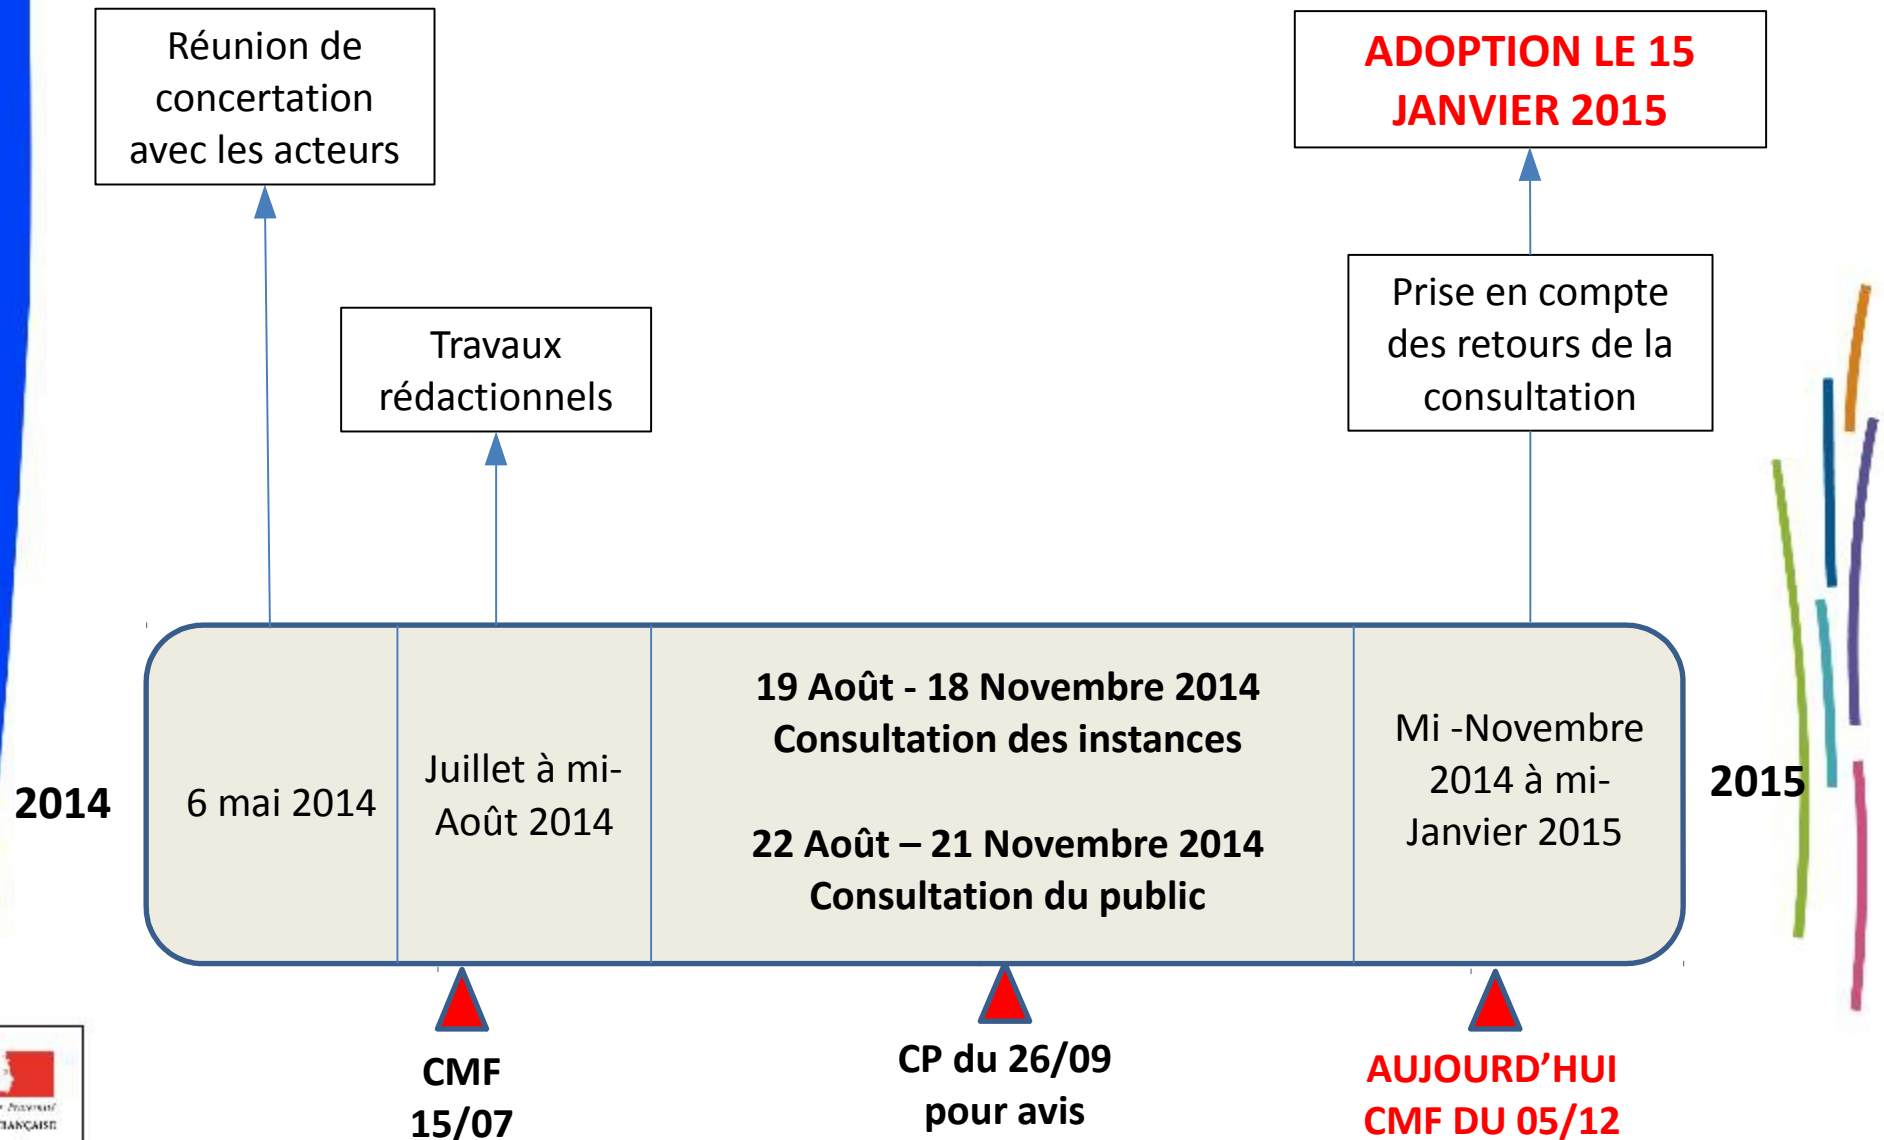 Réunion de
concertation
avec les acteurs
ADOPTION LE 15
JANVIER 2015
Travaux
rédactionnels
Prise en compte
des retours de la
consultation
2014
6 mai 2014
Juillet à mi-
Août 2014
19 Août - 18 Novembre 2014
Consultation des instances
22 Août – 21 Novembre 2014
Consultation du public
Mi -Novembre
2014 à mi-
Janvier 2015
2015
CMF
15/07
CP du 26/09
pour avis
AUJOURD’HUI
CMF DU 05/12
Fraternité